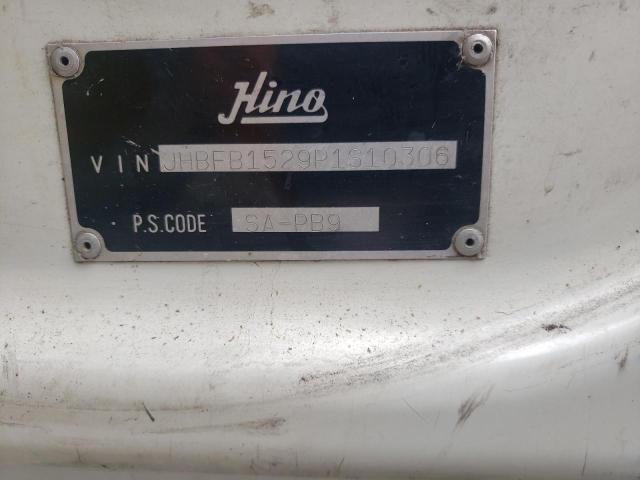 Hino
VIN JHBFB1529P1S10306
P.S.CODE SA-PB9